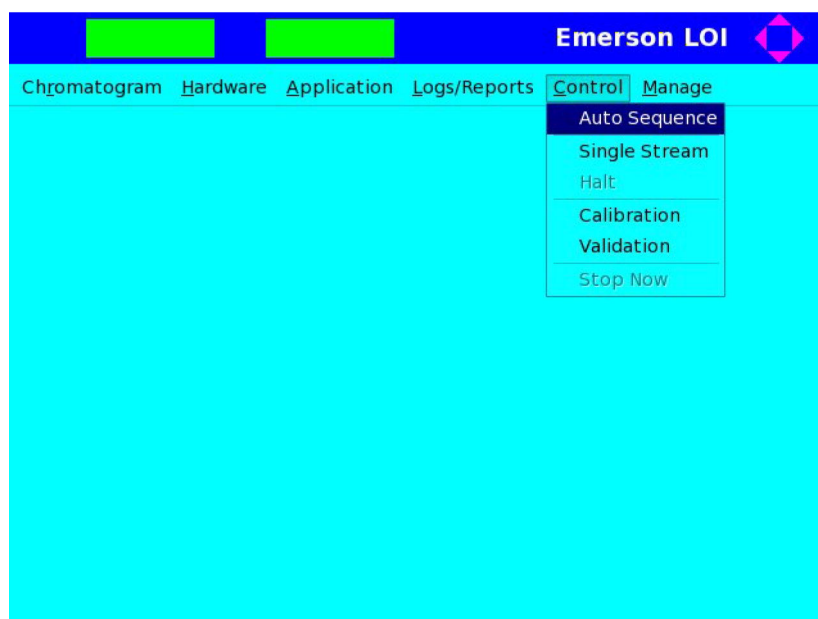 Emerson LOI
Chromatogram Hardware Application Logs/Reports Control Manage
Auto Sequence
Single Stream
Halt
Calibration
Validation
Stop Now